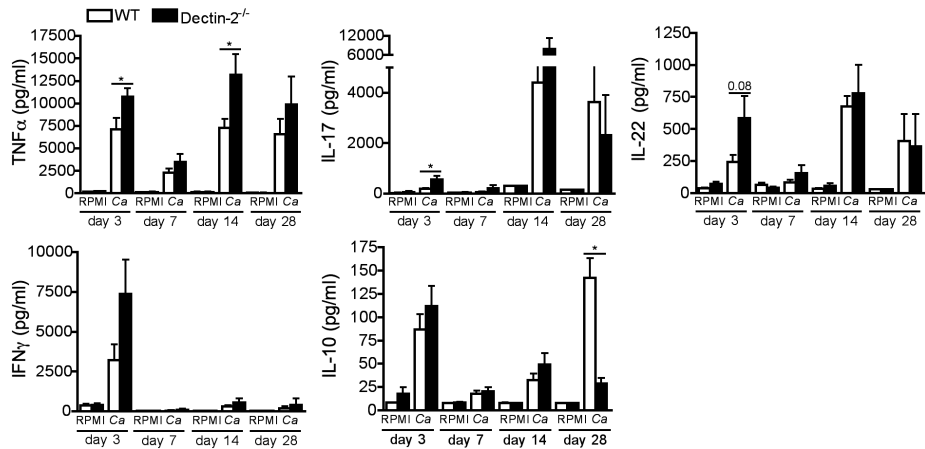 WT Dectin-2-/-
TNFα (pg/ml)
17500
15000
12500
10000
7500
5000
2500
0
* *
RPMI Ca RPMI Ca RPMI Ca RPMI Ca
day 3 day 7 day 14 day 28
IL-17 (pg/ml)
12000
6000
4000
2000
0
*
RPMI Ca RPMI Ca RPMI Ca RPMI Ca
day 3 day 7 day 14 day 28
IL-22 (pg/ml)
1000
750
500
250
0
0.08
RPMI Ca RPMI Ca RPMI Ca RPMI Ca
day 3 day 7 day 14 day 28
IFNγ (pg/ml)
10000
7500
5000
2500
0
RPMI Ca RPMI Ca RPMI Ca RPMI Ca
day 3 day 7 day 14 day 28
IL-10 (pg/ml)
175
150
125
100
75
50
25
0
*
RPMI Ca RPMI Ca RPMI Ca RPMI Ca
day 3 day 7 day 14 day 28